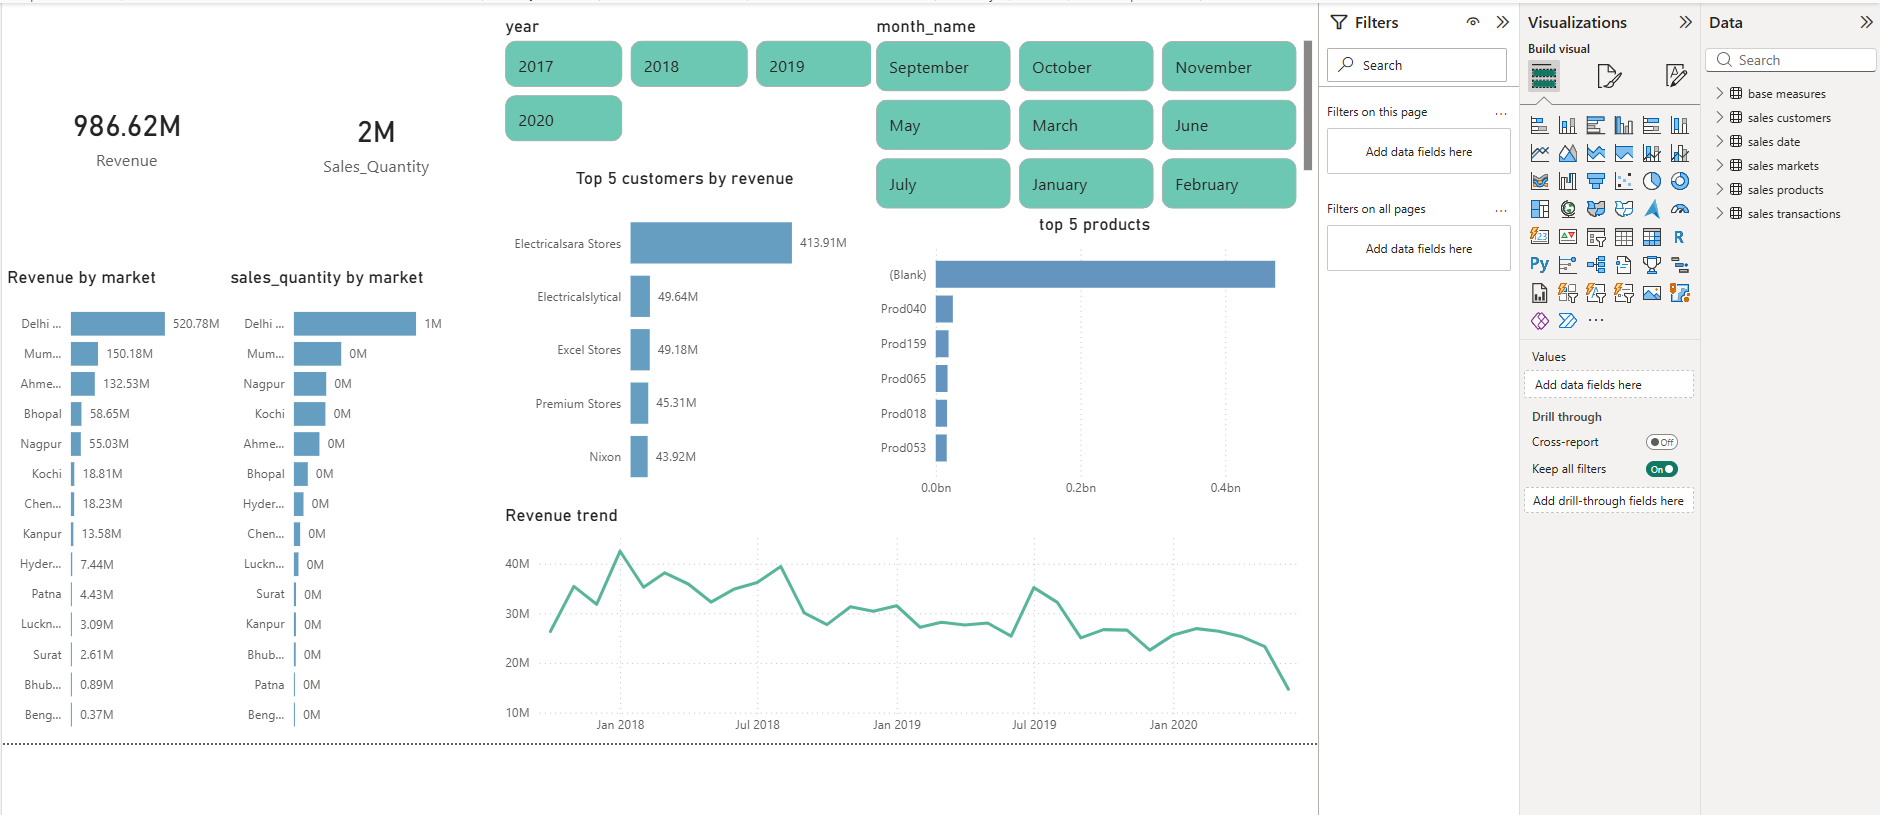 year
2017
2018
2019
2020
month_name
September
October
November
May
March
June
July
January
February
986.62M
Revenue
2M
Sales_Quantity
Top 5 customers by revenue
Electricalsara Stores
413.91M
Electricalslytical
49.64M
Excel Stores
49.18M
Premium Stores
45.31M
Nixon
43.92M
top 5 products
(Blank)
Prod040
Prod159
Prod065
Prod018
Prod053
0.0bn
0.2bn
0.4bn
Revenue by market
Delhi ...
520.78M
Mum...
150.18M
Ahme...
132.53M
Bhopal
58.65M
Nagpur
55.03M
Kochi
18.81M
Chen...
18.23M
Kanpur
13.58M
Hyder...
7.44M
Patna
4.43M
Luckn...
3.09M
Surat
2.61M
Bhub...
0.89M
Beng...
0.37M
sales_quantity by market
Delhi ...
1M
Mum...
0M
Nagpur
0M
Kochi
0M
Ahme...
0M
Bhopal
0M
Hyder...
0M
Chen...
0M
Luckn...
0M
Surat
0M
Kanpur
0M
Bhub...
0M
Patna
0M
Beng...
0M
Revenue trend
40M
30M
20M
10M
Jan 2018
Jul 2018
Jan 2019
Jul 2019
Jan 2020
Filters
Search
Filters on this page
...
Add data fields here
Filters on all pages
...
Add data fields here
Visualizations
Build visual
123
R
Py
...
Values
Add data fields here
Drill through
Cross-report
Off
Keep all filters
On
Add drill-through fields here
Data
Search
base measures
sales customers
sales date
sales markets
sales products
sales transactions